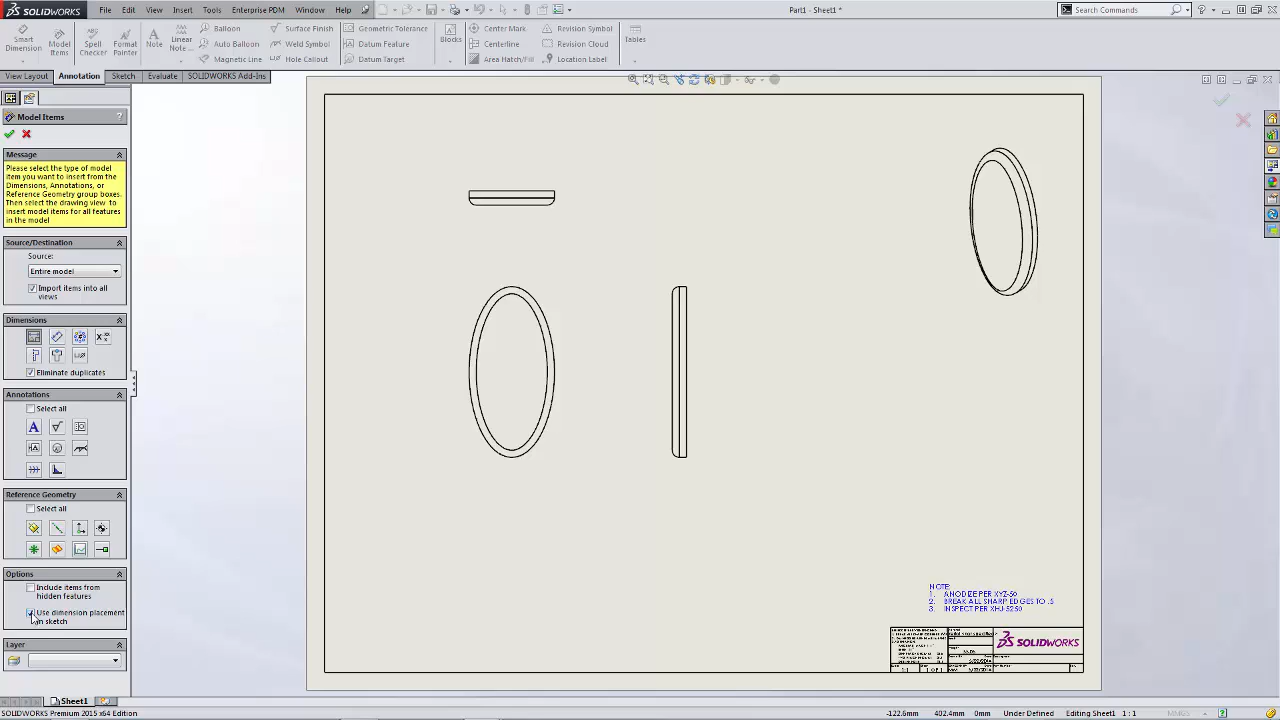 SOLIDWORKS File Edit View Insert Tools Enterprise PDM Window Help Part1 - Sheet1 * Search Commands
Smart Dimension
Model Items
Spell Checker
Format Painter
Note
Linear Note...
Balloon
Auto Balloon
Magnetic Line
Surface Finish
Weld Symbol
Hole Callout
Geometric Tolerance
Datum Feature
Datum Target
Blocks
Center Mark
Centerline
Area Hatch/Fill
Revision Symbol
Revision Cloud
Location Label
Tables
View Layout Annotation Sketch Evaluate SOLIDWORKS Add-Ins
Model Items ?
Message
Please select the type of model
item you want to insert from the
Dimensions, Annotations, or
Reference Geometry group boxes.
Then select the drawing view to
insert model items for all features
in the model
Source/Destination
Source:
Entire model
Import items into all
views
Dimensions
Eliminate duplicates
Annotations
Select all
Reference Geometry
Select all
Options
Include items from
hidden features
Use dimension placement
in sketch
Layer
NOTE:
1. ANODIZE PER XYZ-50
2. BREAK ALL SHARP EDGES TO .5
3. INSPECT PER XHJ-5250
SOLIDWORKS
Sheet1
SOLIDWORKS Premium 2015 x64 Edition -122.6mm 402.4mm 0mm Under Defined Editing Sheet1 1 : 1 MMGS